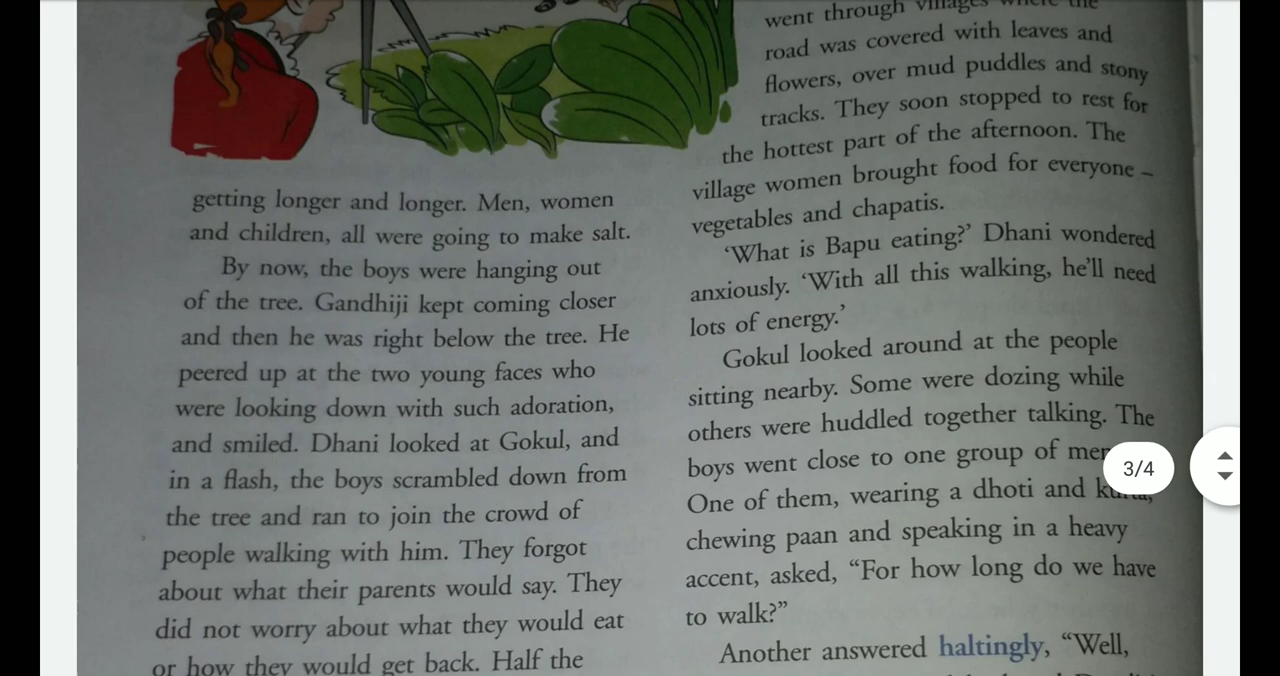 getting longer and longer. Men, women
and children, all were going to make salt.
By now, the boys were hanging out
of the tree. Gandhiji kept coming closer
and then he was right below the tree. He
peered up at the two young faces who
were looking down with such adoration,
and smiled. Dhani looked at Gokul, and
in a flash, the boys scrambled down from
the tree and ran to join the crowd of
people walking with him. They forgot
about what their parents would say. They
did not worry about what they would eat
or how they would get back. Half the
went through villages where the
road was covered with leaves and
flowers, over mud puddles and stony
tracks. They soon stopped to rest for
the hottest part of the afternoon. The
village women brought food for everyone –
vegetables and chapatis.
‘What is Bapu eating?’ Dhani wondered
anxiously. ‘With all this walking, he’ll need
lots of energy.’
Gokul looked around at the people
sitting nearby. Some were dozing while
others were huddled together talking. The
boys went close to one group of men
One of them, wearing a dhoti and kurta,
chewing paan and speaking in a heavy
accent, asked, “For how long do we have
to walk?”
Another answered haltingly, “Well,
3/4